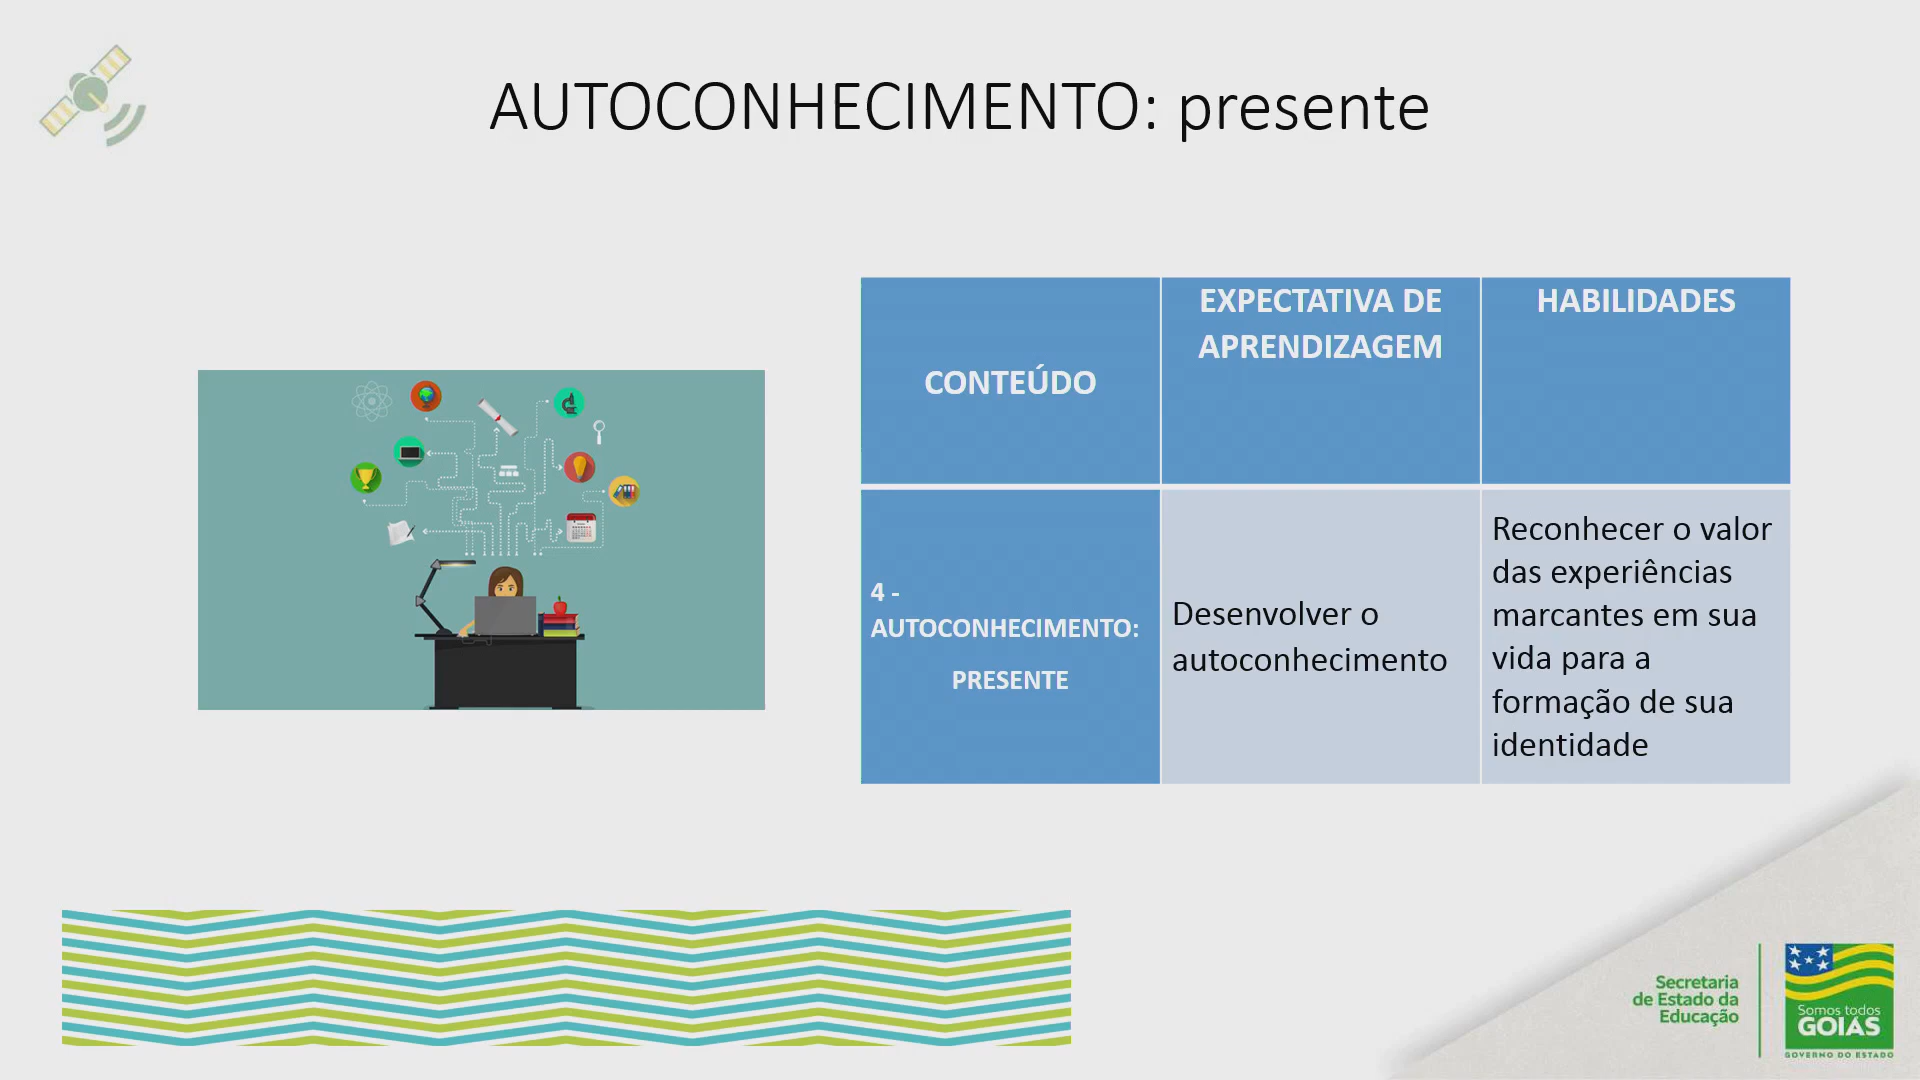 AUTOCONHECIMENTO: presente
CONTEÚDO
EXPECTATIVA DE
APRENDIZAGEM
HABILIDADES
4 -
AUTOCONHECIMENTO:
PRESENTE
Desenvolver o
autoconhecimento
Reconhecer o valor
das experiências
marcantes em sua
vida para a
formação de sua
identidade
Secretaria
de Estado da
Educação
Somos todos
GOIÁS
GOVERNO DO ESTADO